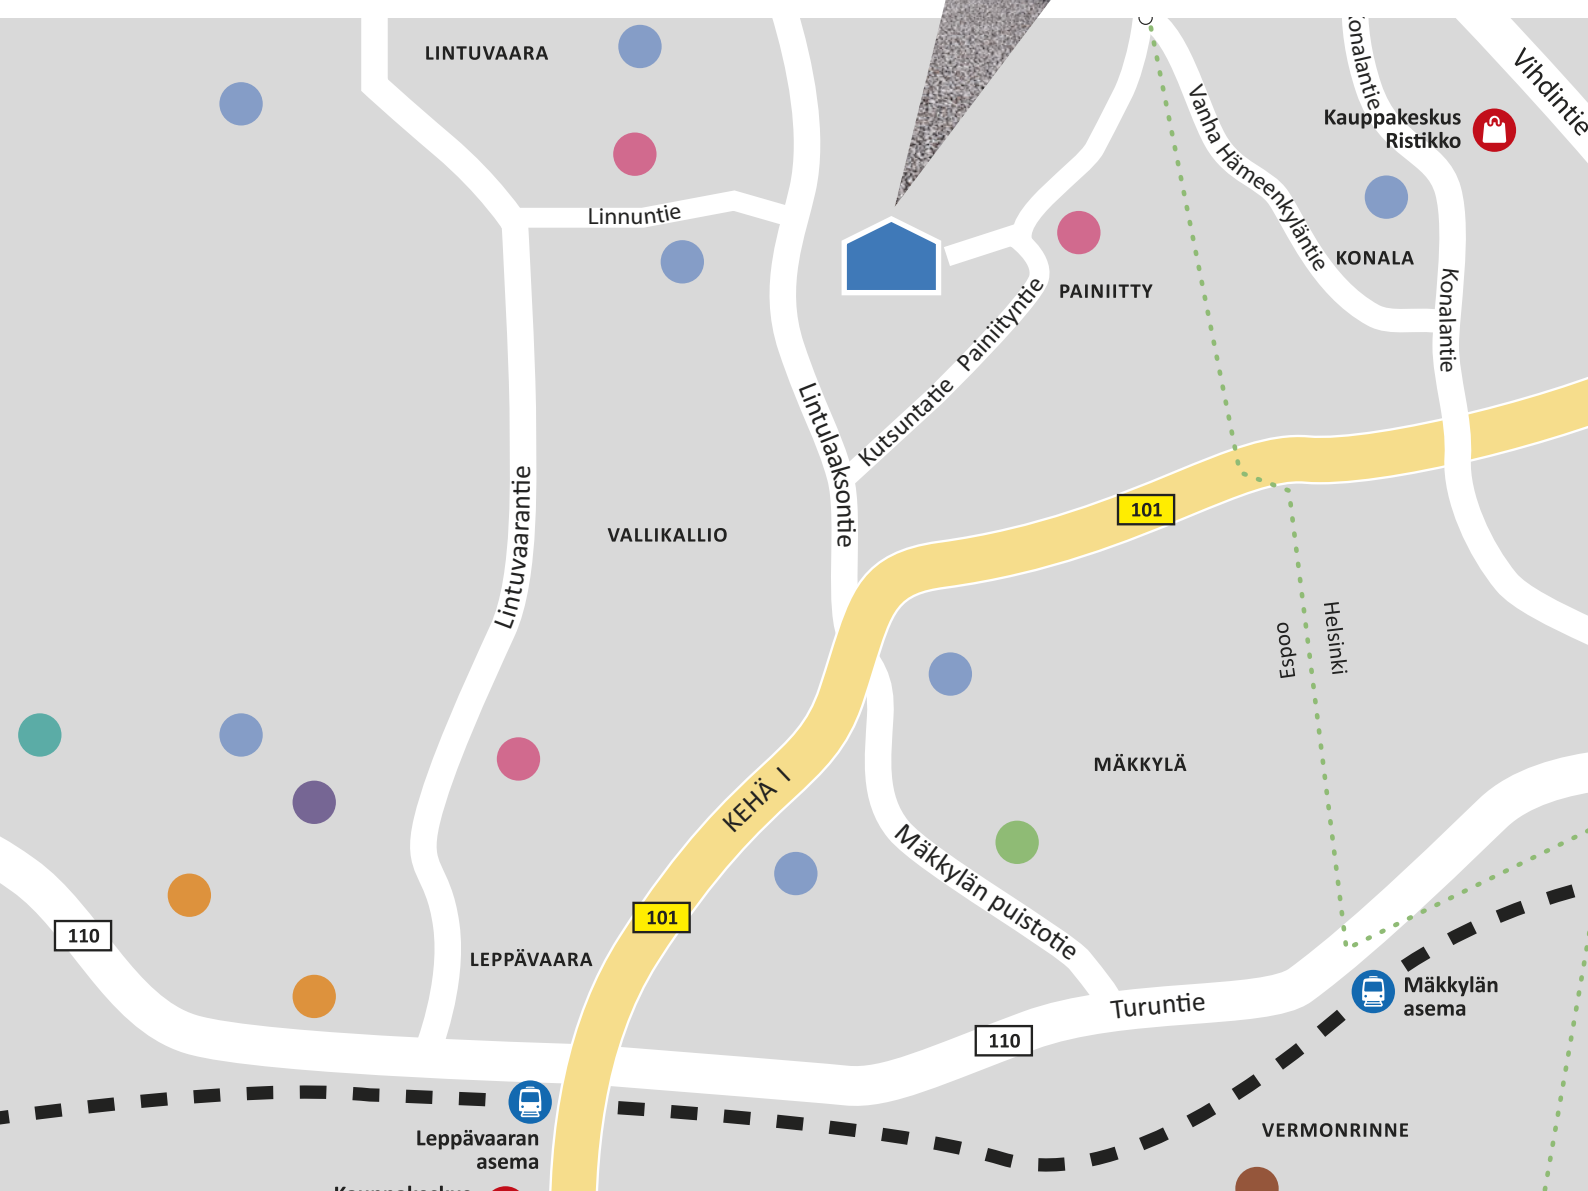 LINTUVAARA
Konalantie
Vihdintie
Kauppakeskus
Ristikko
Vanha Hämeenkyläntie
Linnuntie
KONALA
PAINIITTY
Konalantie
Painiityntie
Kutsuntatie
Lintulaaksontie
Lintuvaarantie
101
VALLIKALLIO
Helsinki
Espoo
MÄKKYLÄ
KEHÄ I
Mäkkylän puistotie
101
110
LEPPÄVAARA
Turuntie
Mäkkylän
asema
110
Leppävaaran
asema
VERMONRINNE
Kauppakeskus